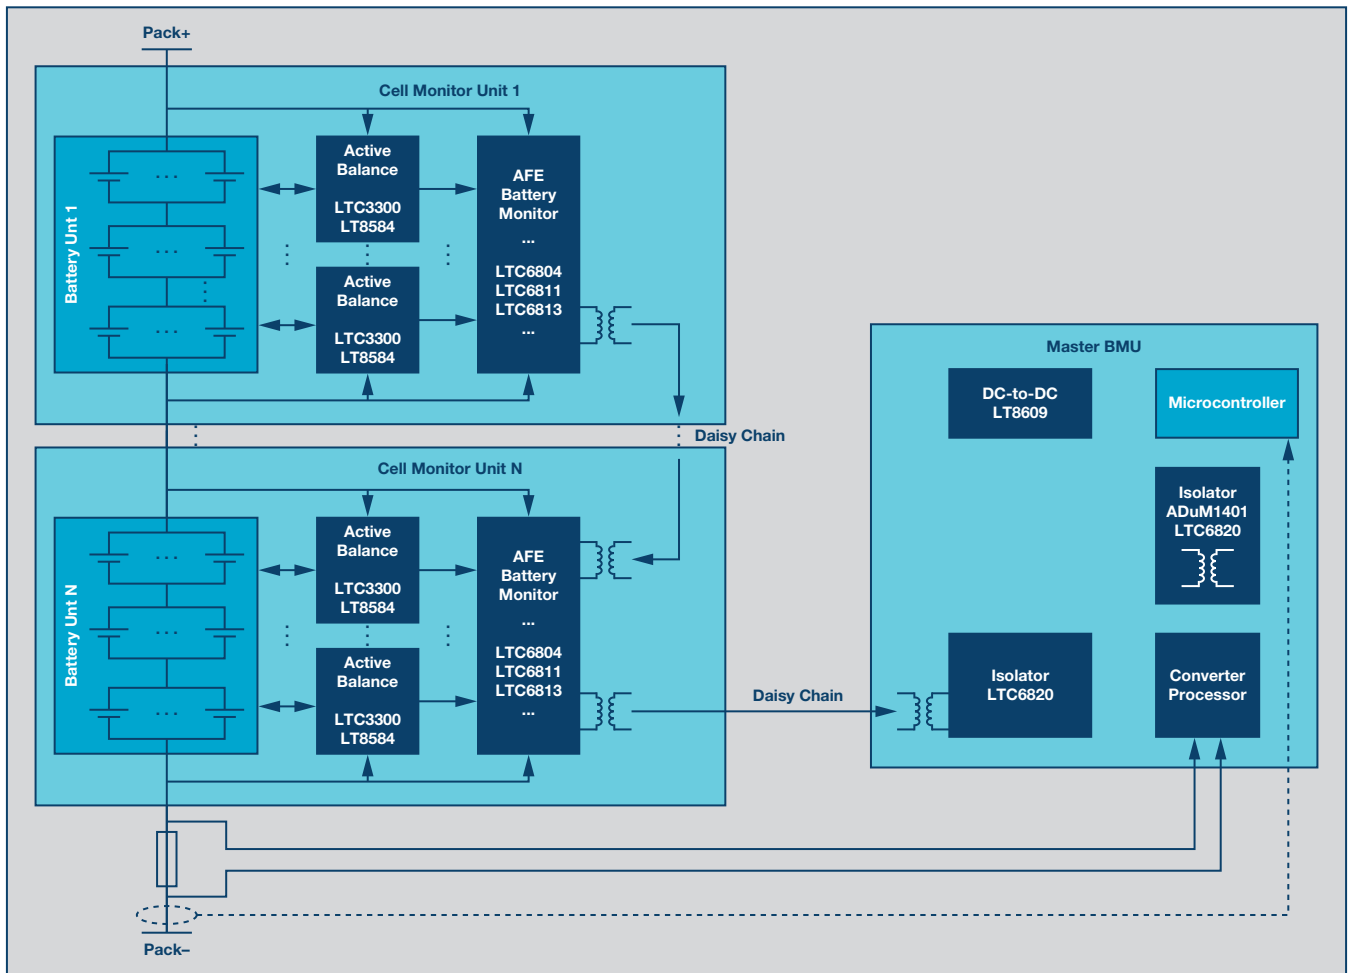 Pack+
Cell Monitor Unit 1
Battery Unt 1
...
...
...
Active
Balance
LTC3300
LT8584
Active
Balance
LTC3300
LT8584
AFE
Battery
Monitor
...
LTC6804
LTC6811
LTC6813
...
Daisy Chain
Cell Monitor Unit N
Battery Unt N
...
...
...
Active
Balance
LTC3300
LT8584
Active
Balance
LTC3300
LT8584
AFE
Battery
Monitor
...
LTC6804
LTC6811
LTC6813
...
Daisy Chain
Master BMU
DC-to-DC
LT8609
Microcontroller
Isolator
ADuM1401
LTC6820
Isolator
LTC6820
Converter
Processor
Pack–